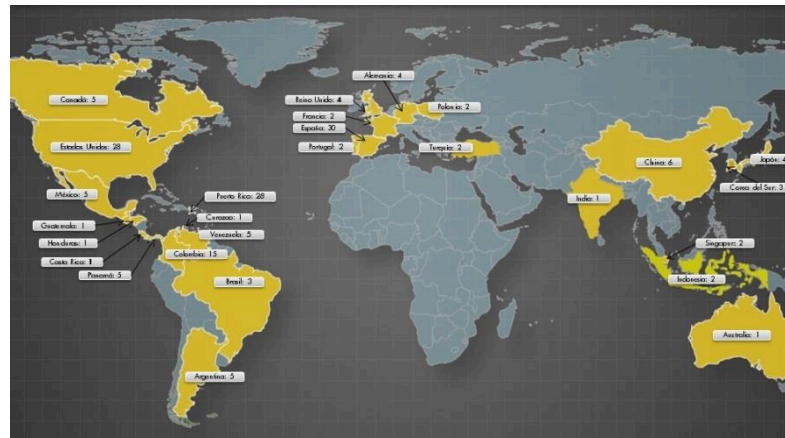 Canadá: 5
Estados Unidos: 28
México: 5
Guatemala: 1
Honduras: 1
Costa Rica: 1
Panamá: 5
Puerto Rico: 28
Curazao: 1
Venezuela: 5
Colombia: 15
Brasil: 3
Argentina: 5
Alemania: 4
Reino Unido: 4
Polonia: 2
Francia: 2
España: 30
Portugal: 2
Turquía: 2
China: 6
Japón: 4
Corea del Sur: 3
India: 1
Singapur: 2
Indonesia: 2
Australia: 1